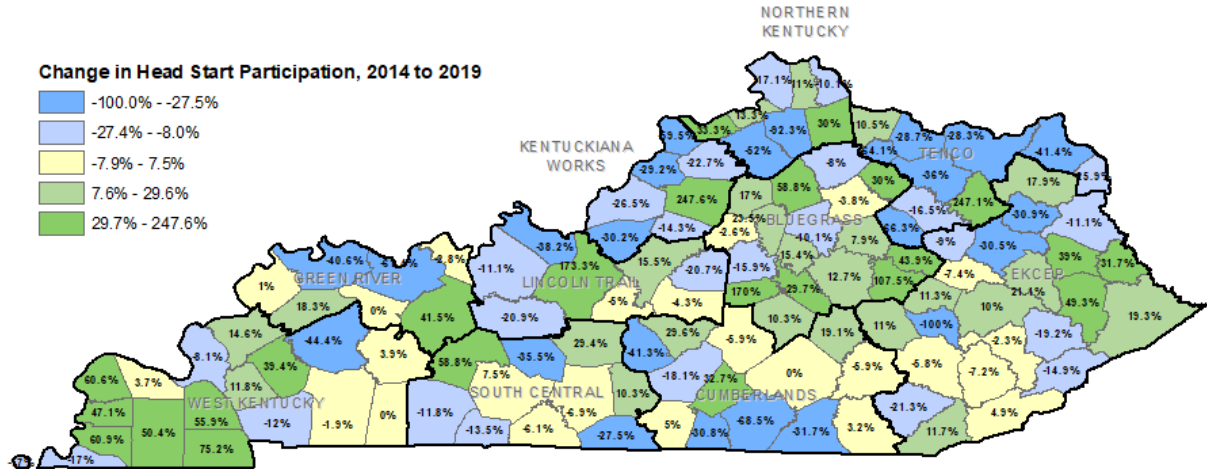 NORTHERN
KENTUCKY
Change in Head Start Participation, 2014 to 2019
-100.0% - -27.5%
-27.4% - -8.0%
-7.9% - 7.5%
7.6% - 29.6%
29.7% - 247.6%
17.1% 11% -10.1%
13.3%
33.3% -92.3% 30% 10.5% -28.7% -28.3%
KENTUCKIANA
WORKS
-52% TENCO -41.4%
-29.2% -22.7% -8% -36%
17.9%
-26.5% 247.6% 17% 58.8% 30% 247.1%
-3.8% -16.5% -30.9% -11.1%
-30.2% -14.3% 23.5% BLUEGRASS
-2.6% -10.1% 7.9% -9% -30.5%
-38.2% 15.5% 15.4% 43.9% 39% 31.7%
-40.6% -2.8% -11.1% 173.3% -20.7% -15.9% 12.7% 107.5% -7.4% EKCEP
GREEN RIVER LINCOLN TRAIL
1% 170% 29.7% 11.3% 21.1% 49.3%
18.3% 0% 41.5% -20.9% -5% -4.3% 10% 19.3%
10.3% 19.1% 11% -100% -19.2%
14.6% -44.4% 29.4% 29.6% -5.9% -2.3%
3.9% 58.8% -35.5% -41.3% -5.8% -7.2% -14.9%
39.4% 7.5% -18.1% 0% -5.9%
60.6% 3.7% 11.8% SOUTH CENTRAL 10.3% 32.7% CUMBERLANDS
WEST KENTUCKY
47.1% 55.9% -12% -1.9% 0% -11.8% -6.9% -21.3% 4.9%
50.4% -13.5% -6.1% -27.5% 5% -30.8% -68.5% -31.7% 3.2% 11.7%
60.9% 75.2%
-17%